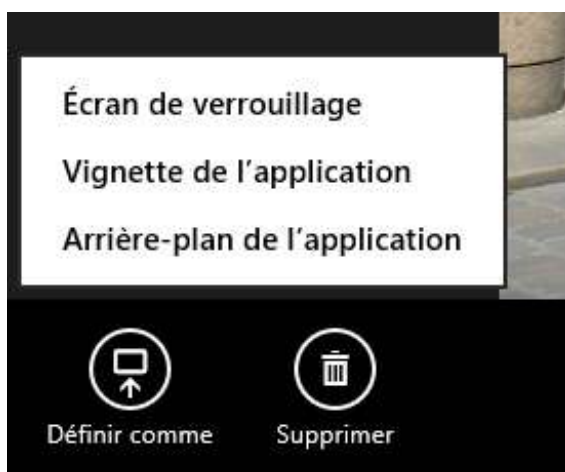 Écran de verrouillage
Vignette de l'application
Arrière-plan de l'application
Définir comme
Supprimer